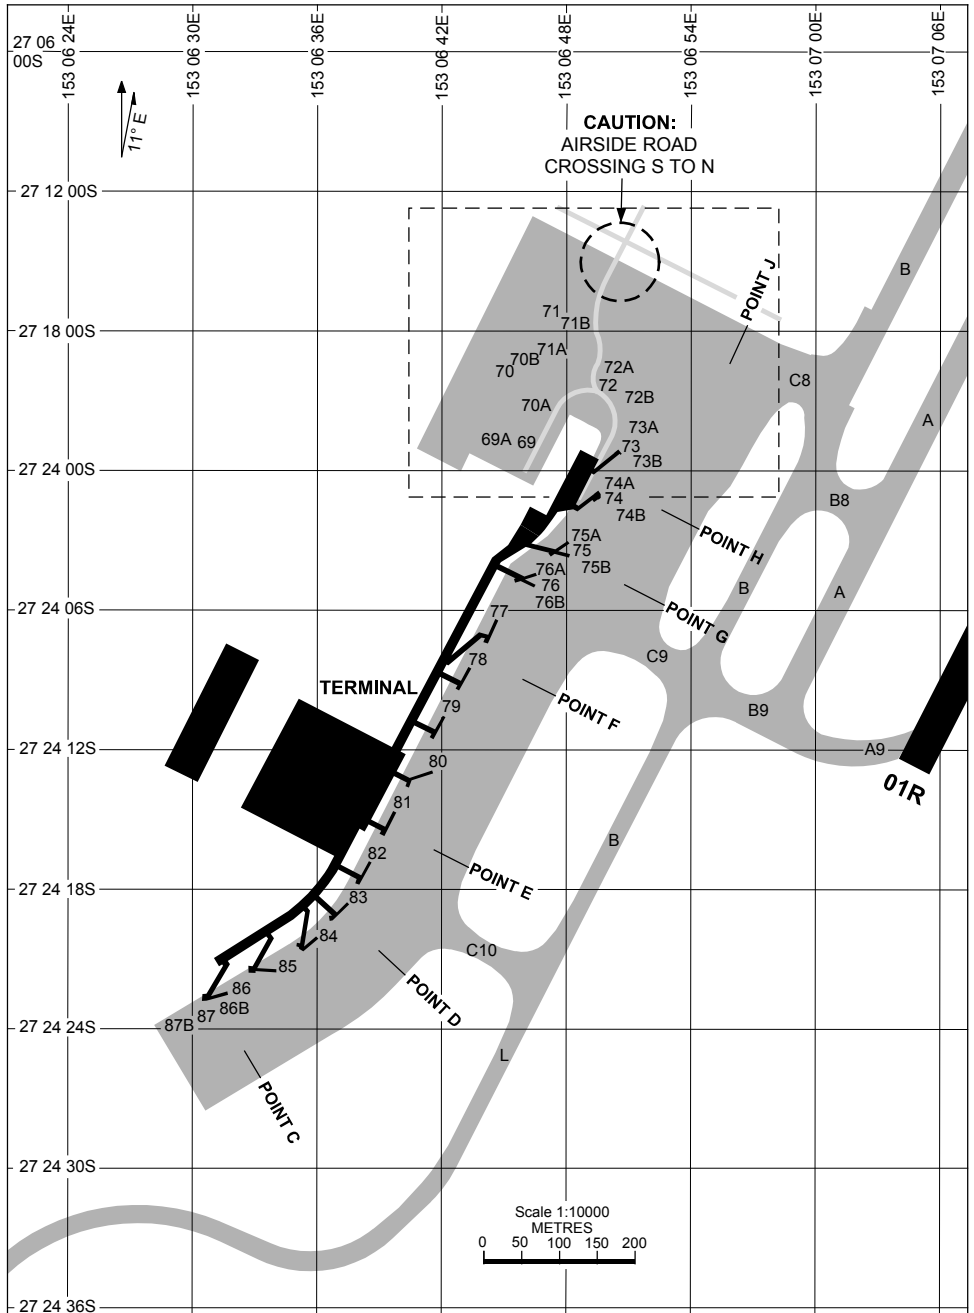 153 06 24E
153 06 30E
153 06 36E
153 06 42E
153 06 48E
153 06 54E
153 07 00E
153 07 06E
27 06
00S
11° E
CAUTION:
AIRSIDE ROAD
CROSSING S TO N
27 12 00S
B
POINT J
71
71B
27 18 00S
71A
70B
70
72A
72
72B
C8
70A
73A
A
69A
69
73
73B
27 24 00S
74A
74
74B
B8
POINT H
75A
75
75B
76A
76
76B
B
A
27 24 06S
77
POINT G
78
C9
TERMINAL
79
POINT F
B9
27 24 12S
A9
80
01R
81
B
82
POINT E
27 24 18S
83
84
C10
85
POINT D
86
86B
87
87B
27 24 24S
L
POINT C
27 24 30S
Scale 1:10000
METRES
0 50 100 150 200
27 24 36S